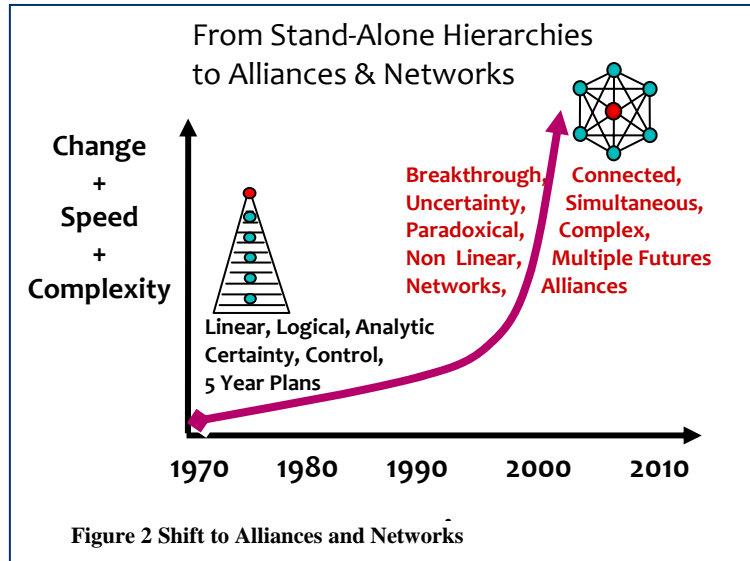 From Stand-Alone Hierarchies
to Alliances & Networks
Change
+
Speed
+
Complexity
Breakthrough, Connected,
Uncertainty, Simultaneous,
Paradoxical, Complex,
Non Linear, Multiple Futures
Networks, Alliances
Linear, Logical, Analytic
Certainty, Control,
5 Year Plans
1970 1980 1990 2000 2010
Figure 2 Shift to Alliances and Networks